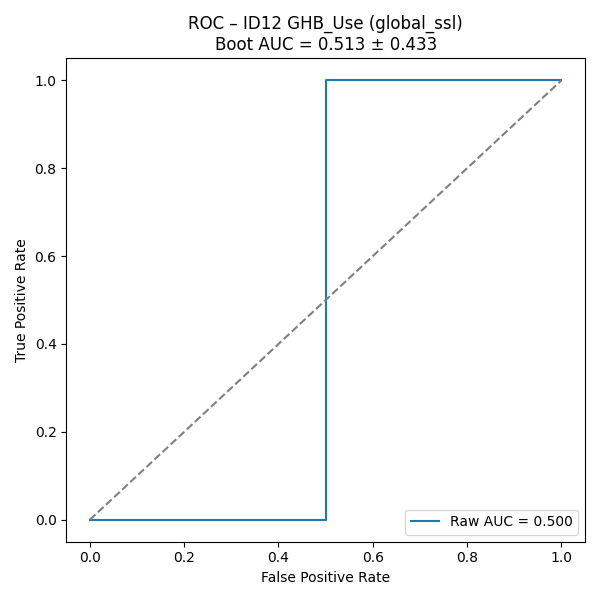 ROC – ID12 GHB_Use (global_ssl)
Boot AUC = 0.513 ± 0.433
True Positive Rate
1.0
0.8
0.6
0.4
0.2
0.0
Raw AUC = 0.500
0.0 0.2 0.4 0.6 0.8 1.0
False Positive Rate